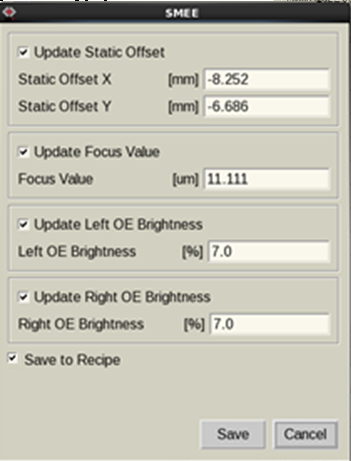 SMEE
Update Static Offset
Static Offset X [mm] -8.252
Static Offset Y [mm] -6.686
Update Focus Value
Focus Value [um] 11.111
Update Left OE Brightness
Left OE Brightness [%] 7.0
Update Right OE Brightness
Right OE Brightness [%] 7.0
Save to Recipe
Save Cancel